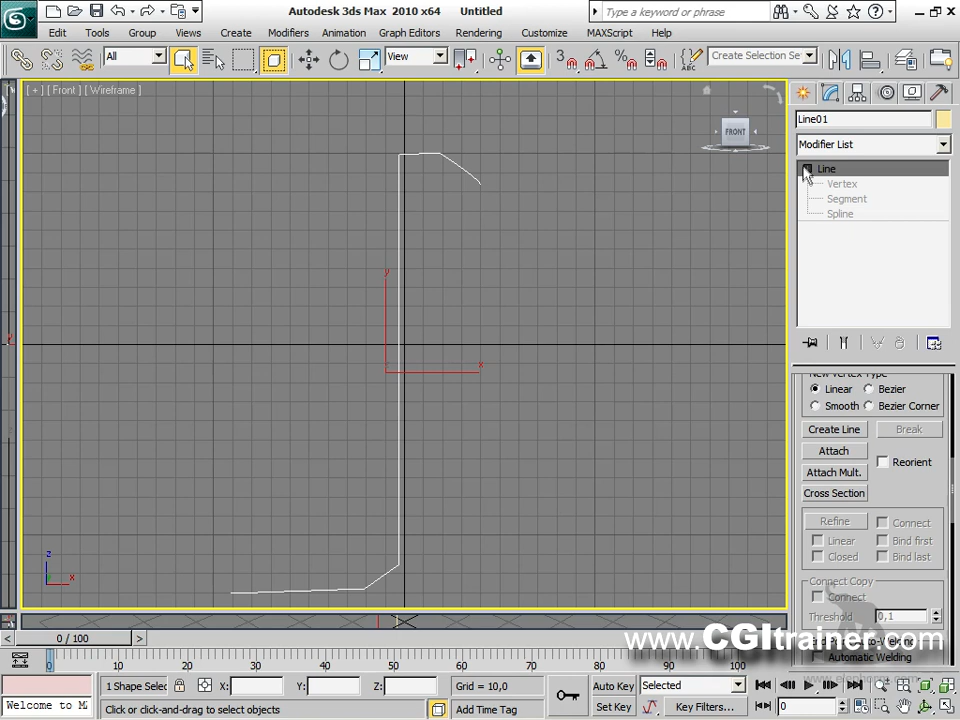 Autodesk 3ds Max 2010 x64 Untitled
Type a keyword or phrase
Edit Tools Group Views Create Modifiers Animation Graph Editors Rendering Customize MAXScript Help
All View 3 Create Selection Se
[ + ] [ Front ] [ Wireframe ]
FRONT
Line01
Modifier List
Line
Vertex
Segment
Spline
y
x
z
x
New Vertex Type
Linear Bezier
Smooth Bezier Corner
Create Line Break
Attach
Reorient
Attach Mult.
Cross Section
Refine Connect
Linear Bind first
Closed Bind last
Connect Copy
Connect
Threshold 0,1
Automatic Welding
www.CGItrainer.com
< 0 / 100 >
0 10 20 30 40 50 60 70 80 90 100
1 Shape Selec X: Y: Z: Grid = 10,0
Auto Key Selected
Welcome to M
Click or click-and-drag to select objects
Add Time Tag Set Key Key Filters... 0